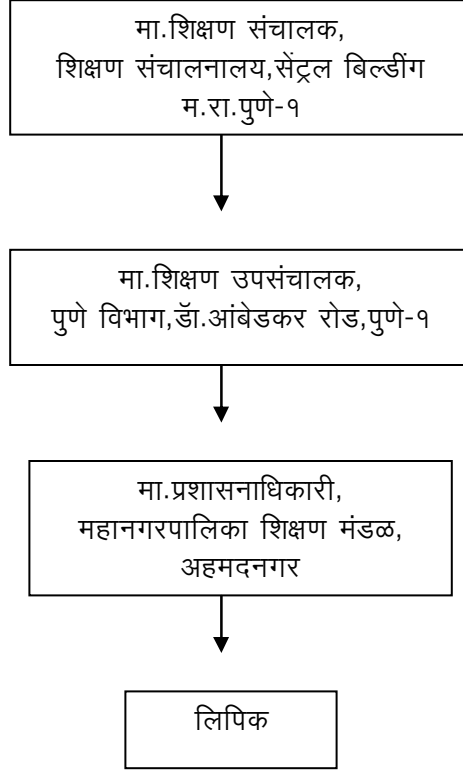 मा.शिक्षण संचालक,
शिक्षण संचालनालय,सेंट्रल बिल्डींग
म.रा.पुणे-१
मा.शिक्षण उपसंचालक,
पुणे विभाग,डॅा.आंबेडकर रोड,पुणे-१
मा.प्रशासनाधिकारी,
महानगरपालिका शिक्षण मंडळ,
अहमदनगर
लिपिक